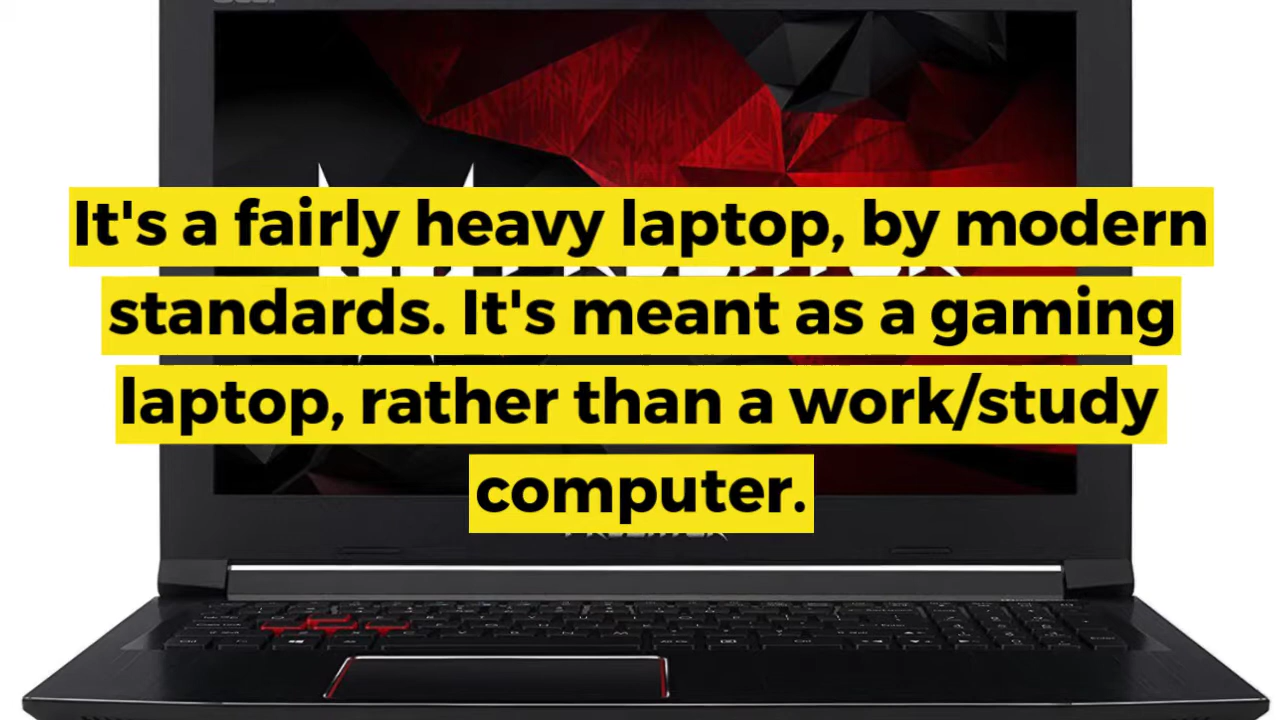 It's a fairly heavy laptop, by modern
standards. It's meant as a gaming
laptop, rather than a work/study
computer.